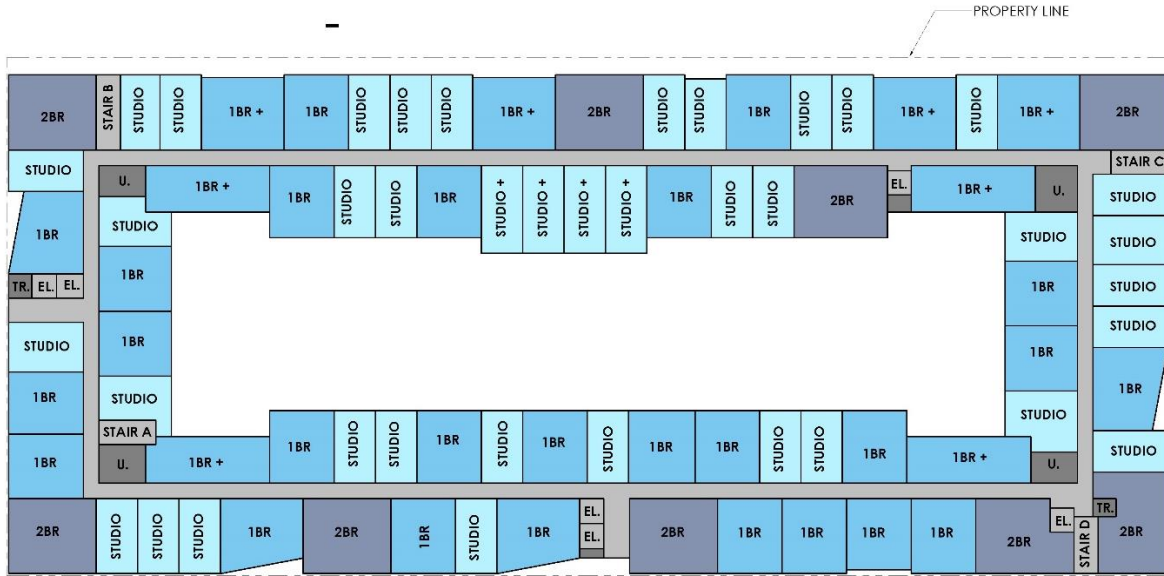 PROPERTY LINE
2BR
STAIR B
STUDIO
STUDIO
1BR +
1BR
STUDIO
STUDIO
STUDIO
1BR +
2BR
STUDIO
STUDIO
1BR
STUDIO
STUDIO
1BR +
STUDIO
1BR +
2BR
STUDIO
STAIR C
U.
1BR +
1BR
STUDIO
STUDIO
1BR
STUDIO +
STUDIO +
STUDIO +
STUDIO +
1BR
STUDIO
STUDIO
2BR
EL.
1BR +
U.
STUDIO
1BR
STUDIO
STUDIO
STUDIO
1BR
1BR
STUDIO
TR.
EL.
EL.
STUDIO
1BR
STUDIO
1BR
STUDIO
1BR
1BR
STUDIO
STUDIO
STAIR A
1BR
STUDIO
STUDIO
1BR
STUDIO
1BR
STUDIO
1BR
1BR
STUDIO
STUDIO
1BR
STUDIO
1BR
U.
1BR +
1BR +
U.
2BR
STUDIO
STUDIO
STUDIO
1BR
2BR
1BR
STUDIO
1BR
EL.
EL.
2BR
1BR
1BR
1BR
1BR
2BR
EL.
STAIR D
TR.
2BR